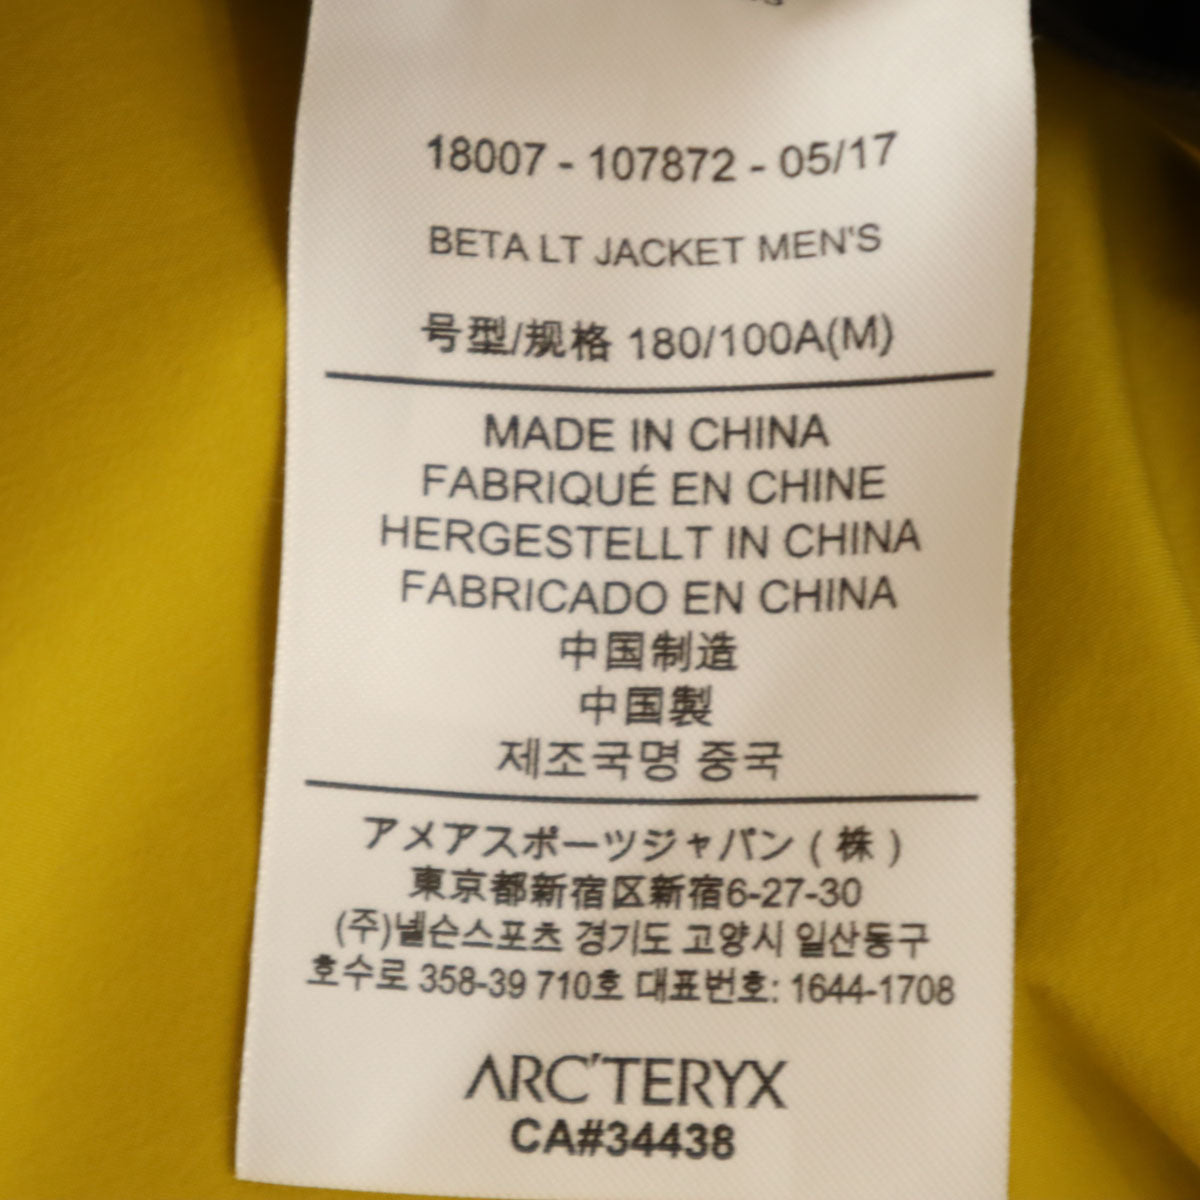 18007 - 107872 - 05/17
BETA LT JACKET MEN'S
号型/规格 180/100A(M)
MADE IN CHINA
FABRIQUÉ EN CHINE
HERGESTELLT IN CHINA
FABRICADO EN CHINA
中国制造
中国製
제조국명 중국
アメアスポーツジャパン ( 株 )
東京都新宿区新宿6-27-30
(주)넬슨스포츠 경기도 고양시 일산동구
호수로 358-39 710호 대표번호: 1644-1708
ARC'TERYX
CA#34438